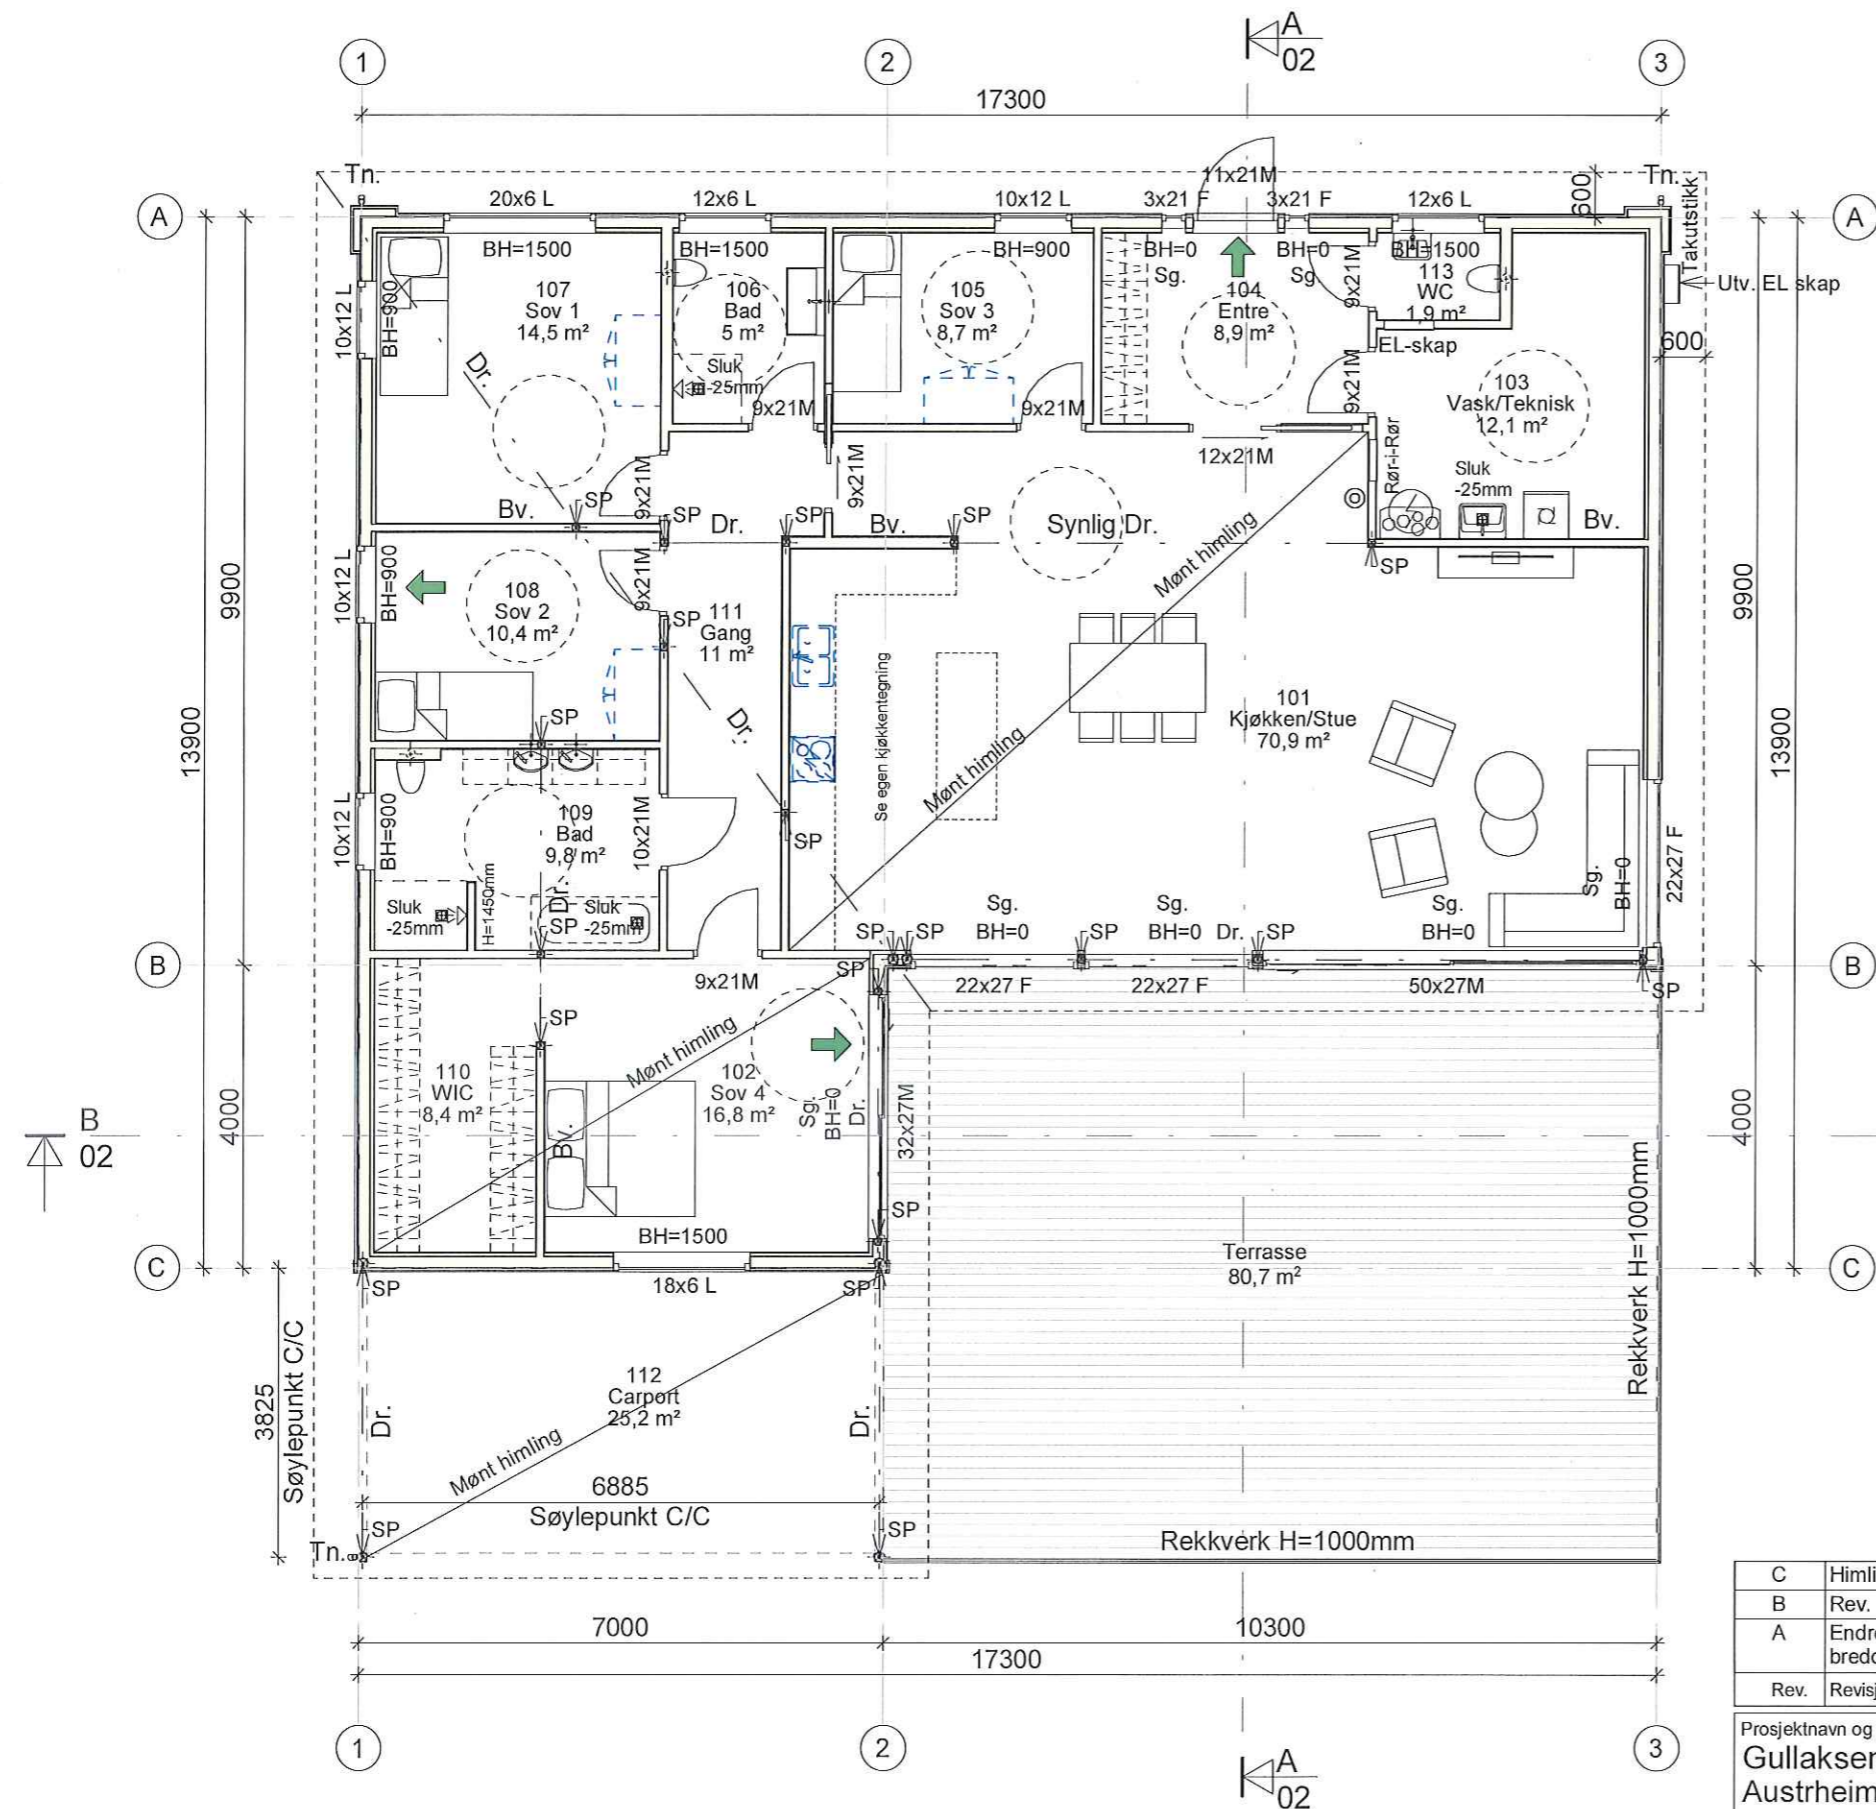 A
02
1
2
3
17300
Tn.
20x6 L
12x6 L
10x12 L
3x21 F
11x21M
3x21 F
12x6 L
600
Tn.
Takutstikk
A
A
BH=1500
BH=1500
BH=900
BH=0
Sg.
BH=0
Sg.
9x21M
BH=1500
113
WC
1,9 m²
Utv. EL skap
10x12 L
BH=900
107
Sov 1
14,5 m²
106
Bad
5 m²
105
Sov 3
8,7 m²
104
Entre
8,9 m²
EL-skap
600
Dr.
Sluk
-25mm
9x21M
9x21M
9x21M
103
Vask/Teknisk
12,1 m²
12x21M
Rør-i-Rør
Sluk
-25mm
Bv.
SP
9x21M
SP
Dr.
SP
9x21M
Bv.
SP
Synlig Dr.
Mønt himling
Bv.
SP
10x12 L
BH=900
108
Sov 2
10,4 m²
9x21M
SP
111
Gang
11 m²
9900
9900
13900
13900
Dr.
SP
Se egen kjøkkentegning
Mønt himling
101
Kjøkken/Stue
70,9 m²
10x12 L
BH=900
109
Bad
9,8 m²
10x21M
SP
22x27 F
Sg.
BH=0
Sluk
-25mm
H=1450mm
Dr.
SP
Sluk
-25mm
Sg.
BH=0
Sg.
BH=0
Sg.
BH=0
SP
SP
SP
Dr.
SP
B
B
SP
9x21M
22x27 F
22x27 F
50x27M
SP
SP
Mønt himling
110
WIC
8,4 m²
102
Sov 4
16,8 m²
Bv.
Sg.
BH=0
Dr.
32x27M
4000
4000
B
02
SP
BH=1500
Terrasse
80,7 m²
Rekkverk H=1000mm
C
C
SP
18x6 L
SP
3825
Søylepunkt C/C
Dr.
112
Carport
25,2 m²
Dr.
Mønt himling
6885
Søylepunkt C/C
SP
SP
Tn.
Rekkverk H=1000mm
7000
10300
17300
1
2
3
A
02
C
B Rev.
A
Rev.
Prosjektnavn og
Austrheim